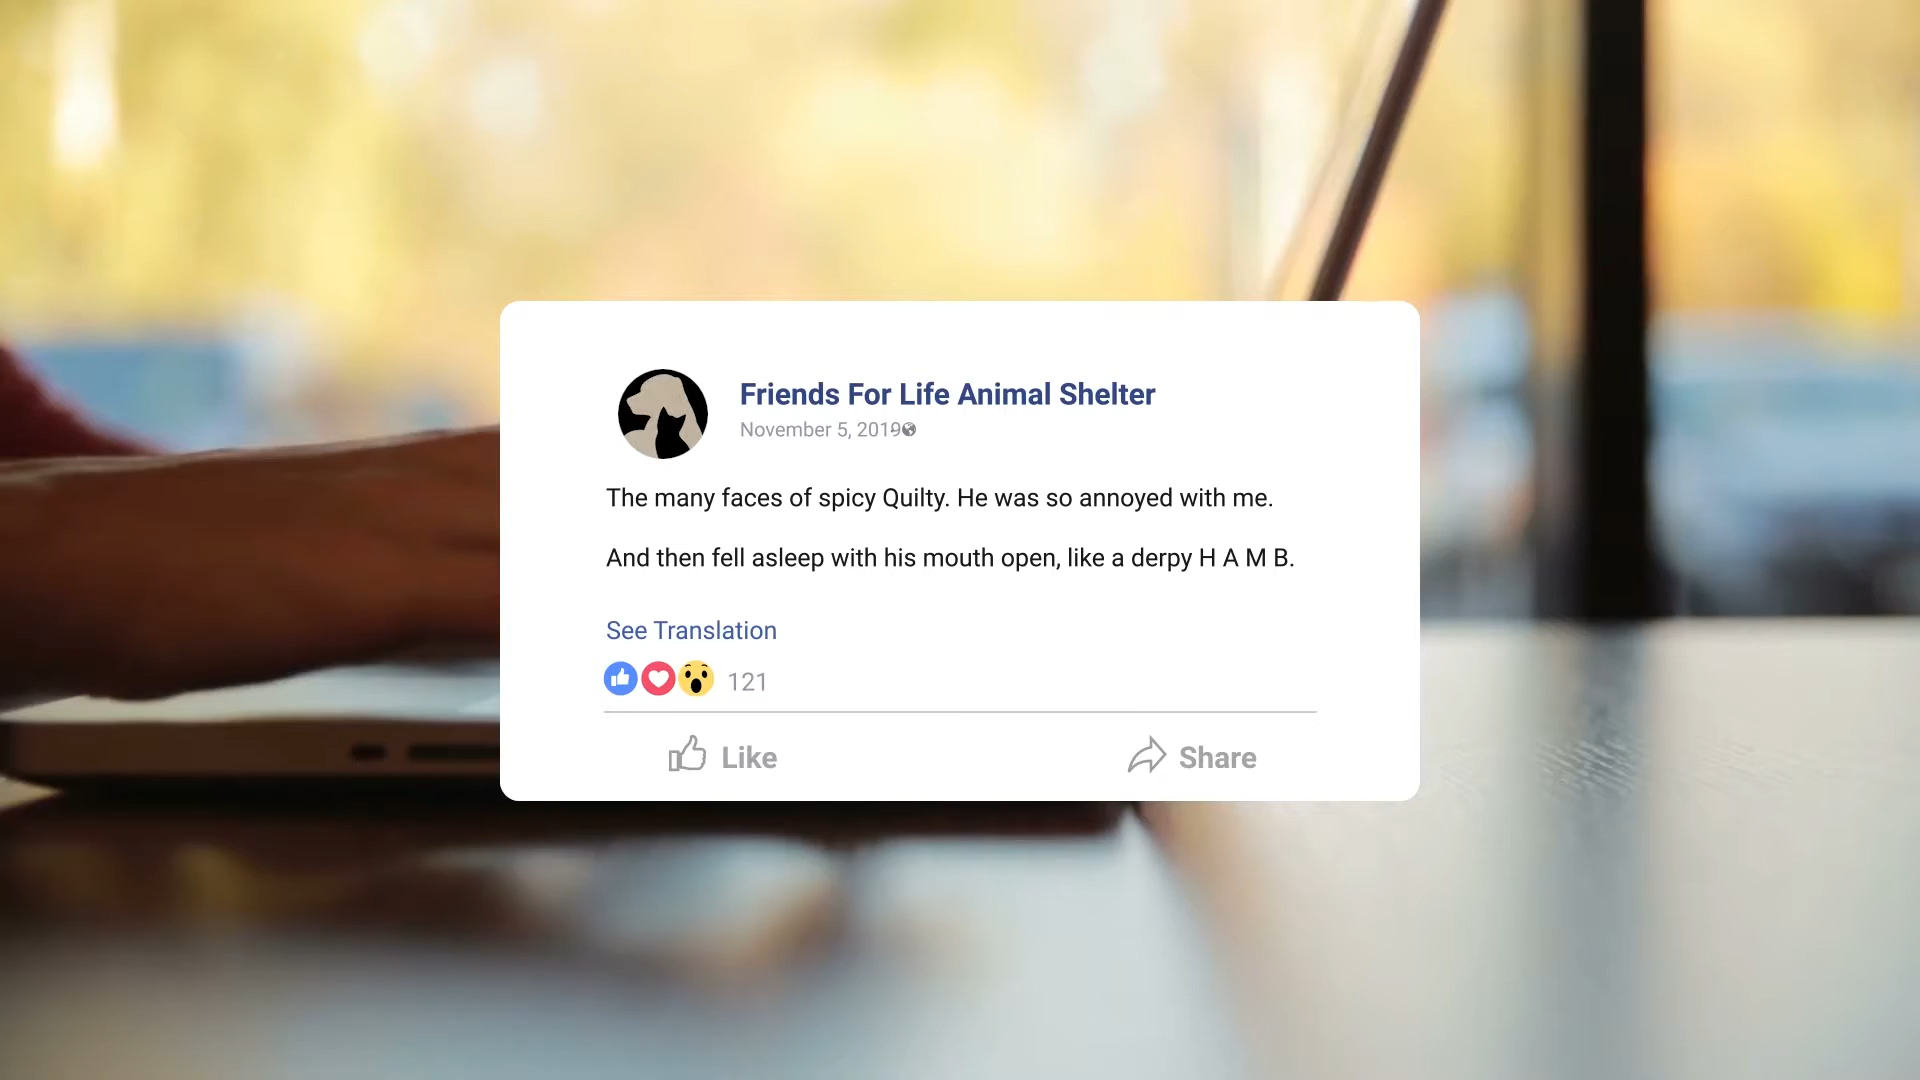 Friends For Life Animal Shelter
November 5, 2019
The many faces of spicy Quilty. He was so annoyed with me.
And then fell asleep with his mouth open, like a derpy H A M B.
See Translation
121
Like
Share